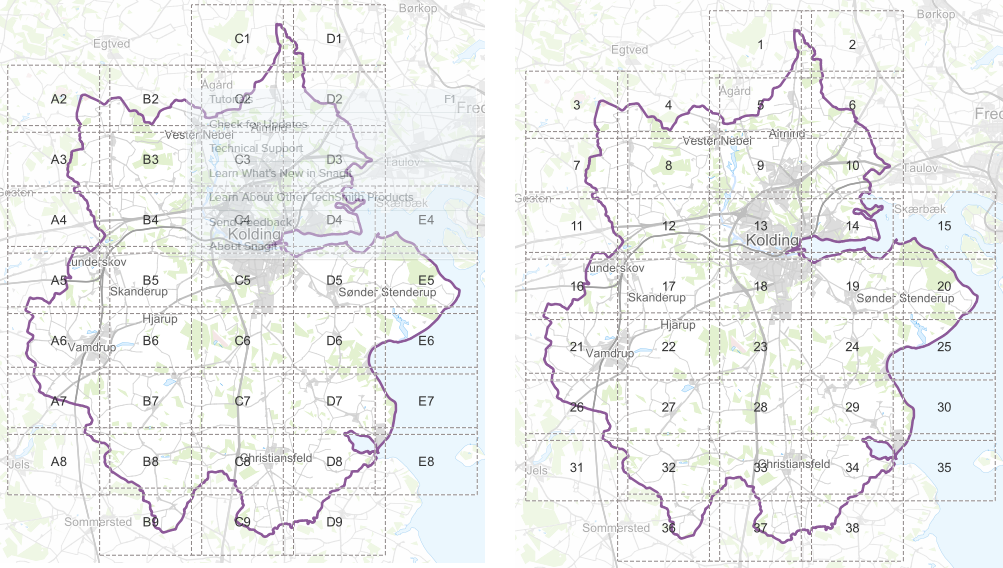 Børkop
C1
D1
Egtved
Agård
A2
B2
C2
D2
F1
Fred
Tutorials
Check for Updates
Almind
Vester Nebel
Technical Support
A3
B3
C3
D3
Taulov
Learn What's New in Snagit
Gesten
Learn About Other TechSmith Products
Skærbæk
A4
B4
C4
D4
E4
Send Feedback
Kolding
About Snagit
Lunderskov
A5
B5
C5
D5
E5
Skanderup
Sønder Stenderup
Hjarup
A6
B6
C6
D6
E6
Vamdrup
A7
B7
C7
D7
E7
A8
B8
C8
Christiansfeld
D8
E8
Jels
Sommersted
B9
C9
D9
Børkop
1
2
Egtved
Agård
3
4
5
6
Fred
Almind
Vester Nebel
7
8
9
10
Taulov
Gesten
Skærbæk
11
12
13
14
15
Kolding
Lunderskov
16
17
18
19
20
Skanderup
Sønder Stenderup
Hjarup
21
22
23
24
25
Vamdrup
26
27
28
29
30
31
32
33
Christiansfeld
34
35
Jels
Sommersted
36
37
38